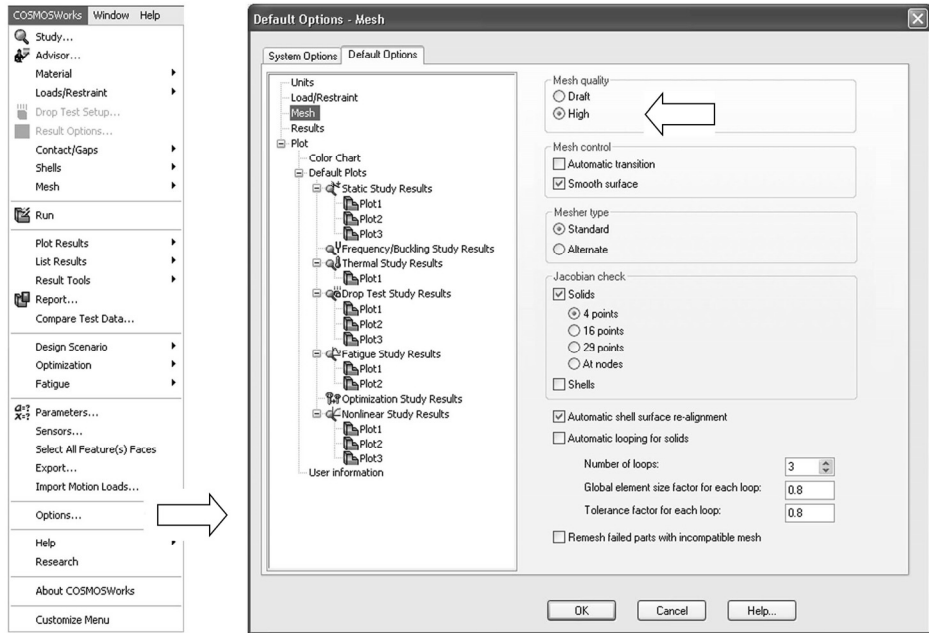 COSMOSWorks Window Help
Study...
Advisor...
Material
Loads/Restraint
Drop Test Setup...
Result Options...
Contact/Gaps
Shells
Mesh
Run
Plot Results
List Results
Result Tools
Report...
Compare Test Data...
Design Scenario
Optimization
Fatigue
Parameters...
Sensors...
Select All Feature(s) Faces
Export...
Import Motion Loads...
Options...
Help
Research
About COSMOSWorks
Customize Menu
Default Options - Mesh
System Options Default Options
Units
Load/Restraint
Mesh
Results
Plot
Color Chart
Default Plots
Static Study Results
Plot1
Plot2
Plot3
Frequency/Buckling Study Results
Thermal Study Results
Plot1
Drop Test Study Results
Plot1
Plot2
Plot3
Fatigue Study Results
Plot1
Plot2
Optimization Study Results
Nonlinear Study Results
Plot1
Plot2
Plot3
User information
Mesh quality
Draft
High
Mesh control
Automatic transition
Smooth surface
Mesher type
Standard
Alternate
Jacobian check
Solids
4 points
16 points
29 points
At nodes
Shells
Automatic shell surface re-alignment
Automatic looping for solids
Number of loops: 3
Global element size factor for each loop: 0.8
Tolerance factor for each loop: 0.8
Remesh failed parts with incompatible mesh
OK Cancel Help...